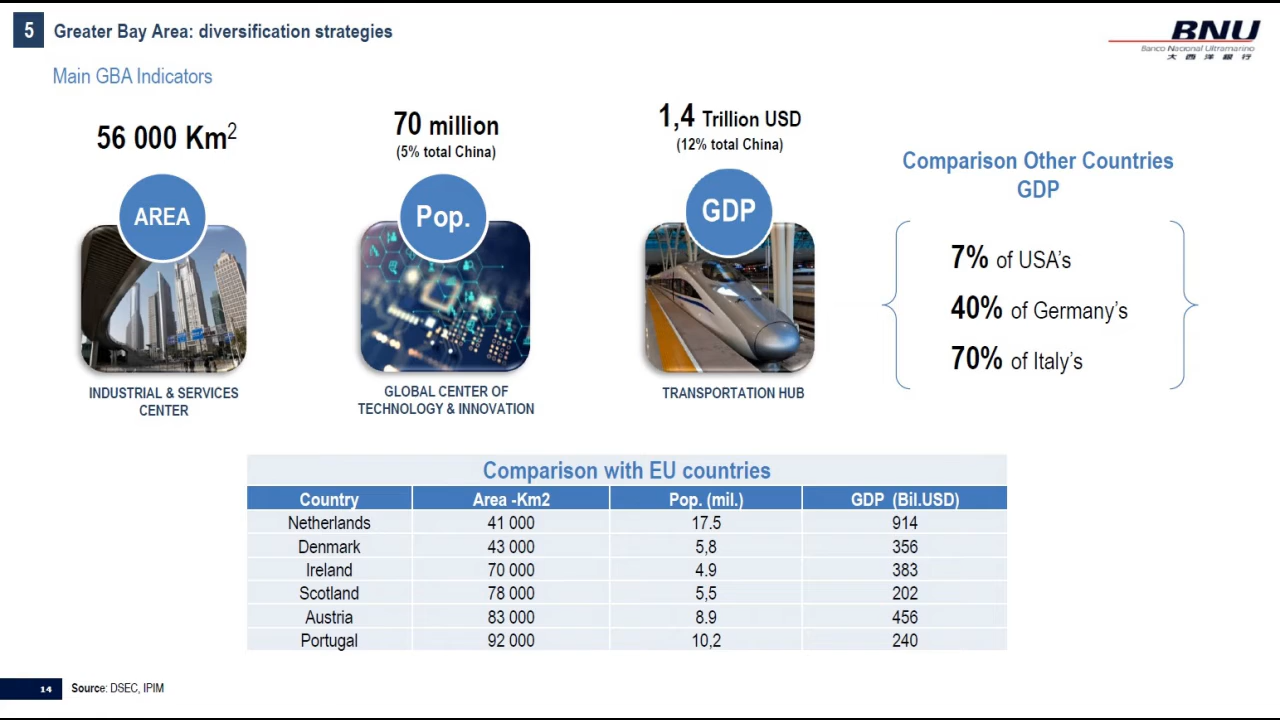 5 Greater Bay Area: diversification strategies
BNU
Banco Nacional Ultramarino
大西洋銀行
Main GBA Indicators
56 000 Km2
AREA
INDUSTRIAL & SERVICES
CENTER
70 million
(5% total China)
Pop.
GLOBAL CENTER OF
TECHNOLOGY & INNOVATION
1,4 Trillion USD
(12% total China)
GDP
TRANSPORTATION HUB
Comparison Other Countries
GDP
7% of USA's
40% of Germany's
70% of Italy's
Comparison with EU countries
Country Area -Km2 Pop. (mil.) GDP (Bil.USD)
Netherlands 41 000 17.5 914
Denmark 43 000 5,8 356
Ireland 70 000 4.9 383
Scotland 78 000 5,5 202
Austria 83 000 8.9 456
Portugal 92 000 10,2 240
14 Source: DSEC, IPIM